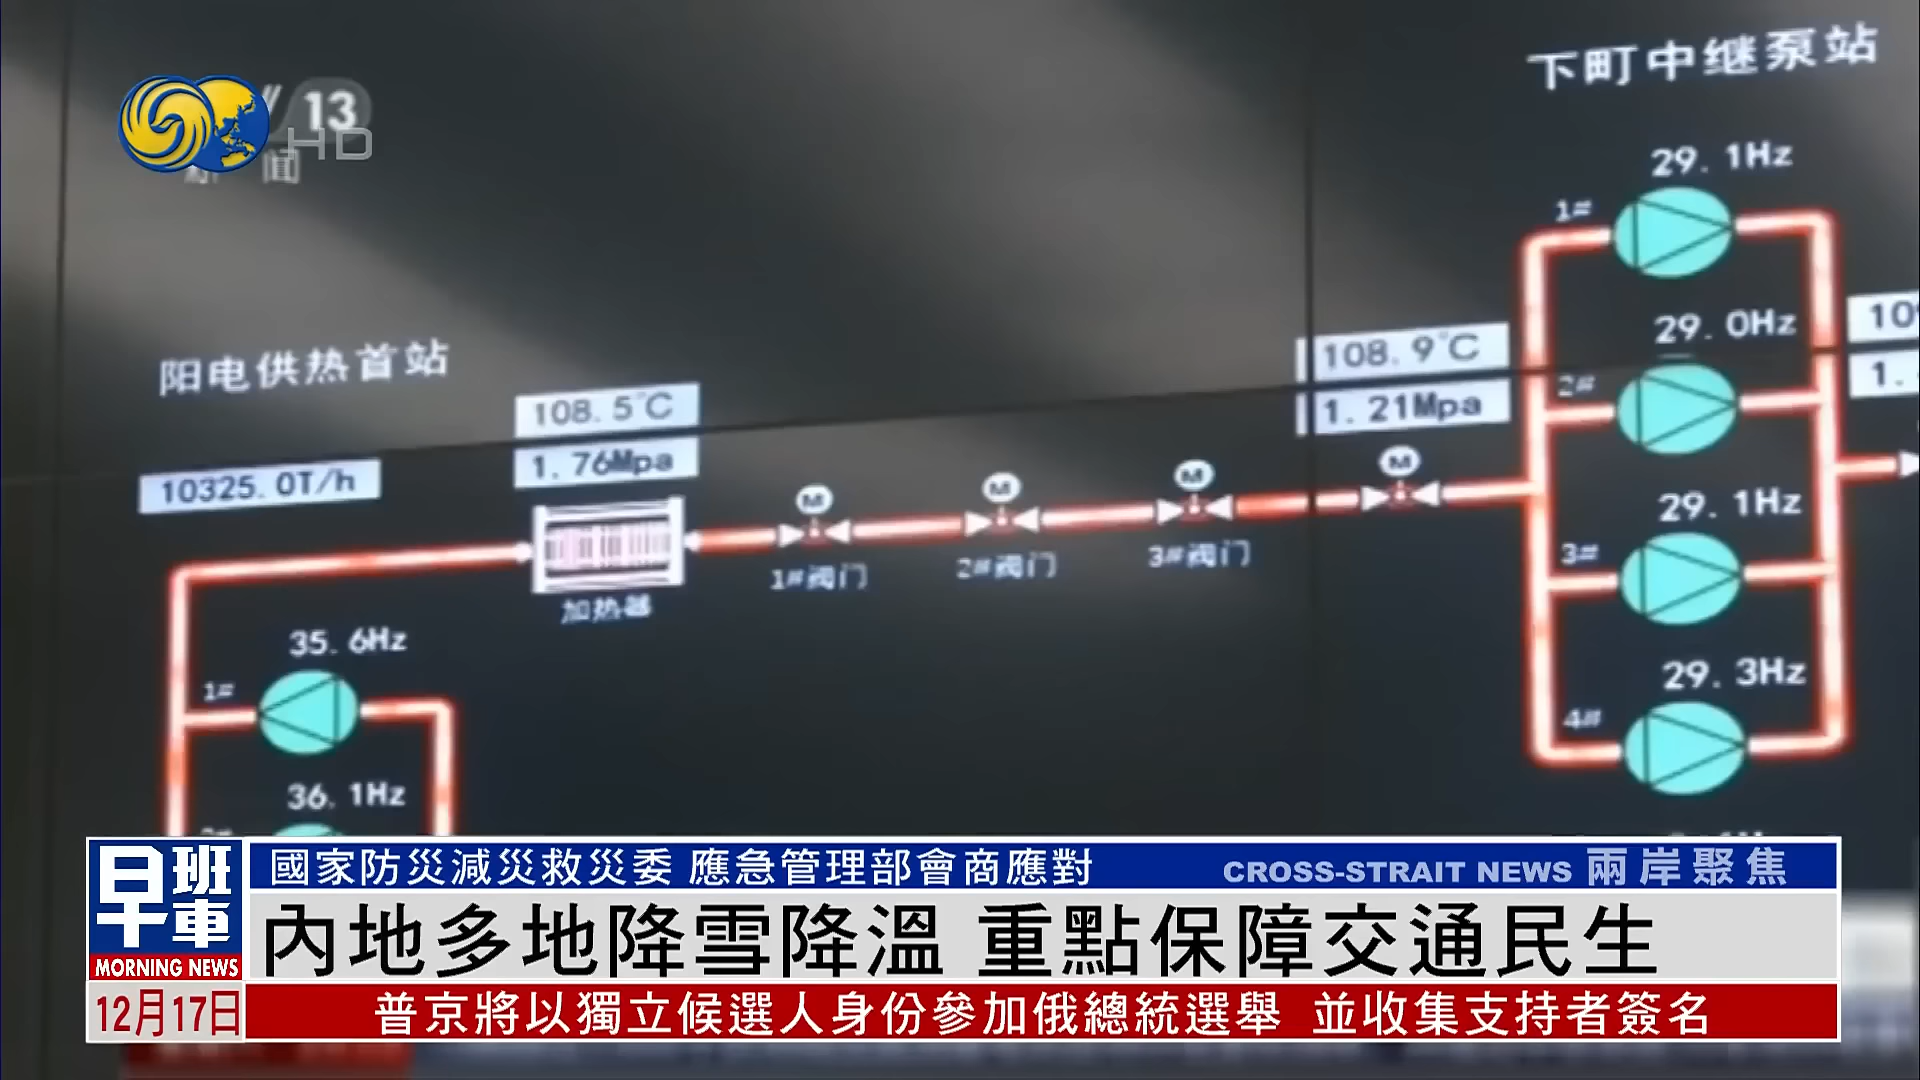 13
HD
闻
下町中继泵站
29.1Hz
1#
29.0Hz
2#
29.1Hz
3#
29.3Hz
4#
阳电供热首站
108.5℃
1.76Mpa
10325.0T/h
108.9℃
1.21Mpa
M
M
M
M
加热器
1#阀门
2#阀门
3#阀门
35.6Hz
1#
36.1Hz
早班車
MORNING NEWS
12月17日
國家防災減災救災委 應急管理部會商應對
CROSS-STRAIT NEWS 兩岸聚焦
內地多地降雪降溫 重點保障交通民生
普京將以獨立候選人身份參加俄總統選舉 並收集支持者簽名